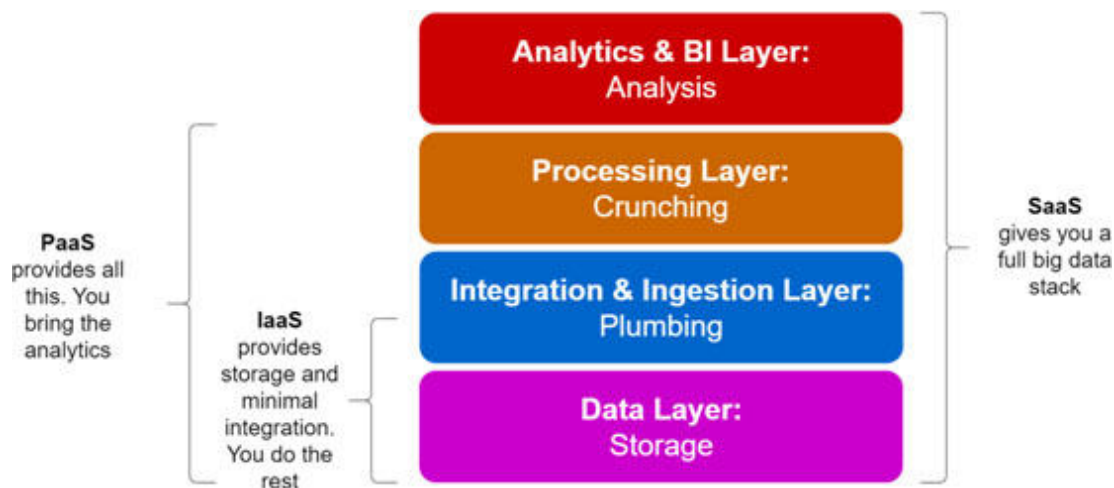 Analytics & BI Layer:
Analysis
Processing Layer:
Crunching
Integration & Ingestion Layer:
Plumbing
Data Layer:
Storage
PaaS
provides all
this. You
bring the
analytics
IaaS
provides
storage and
minimal
integration.
You do the
rest
SaaS
gives you a
full big data
stack